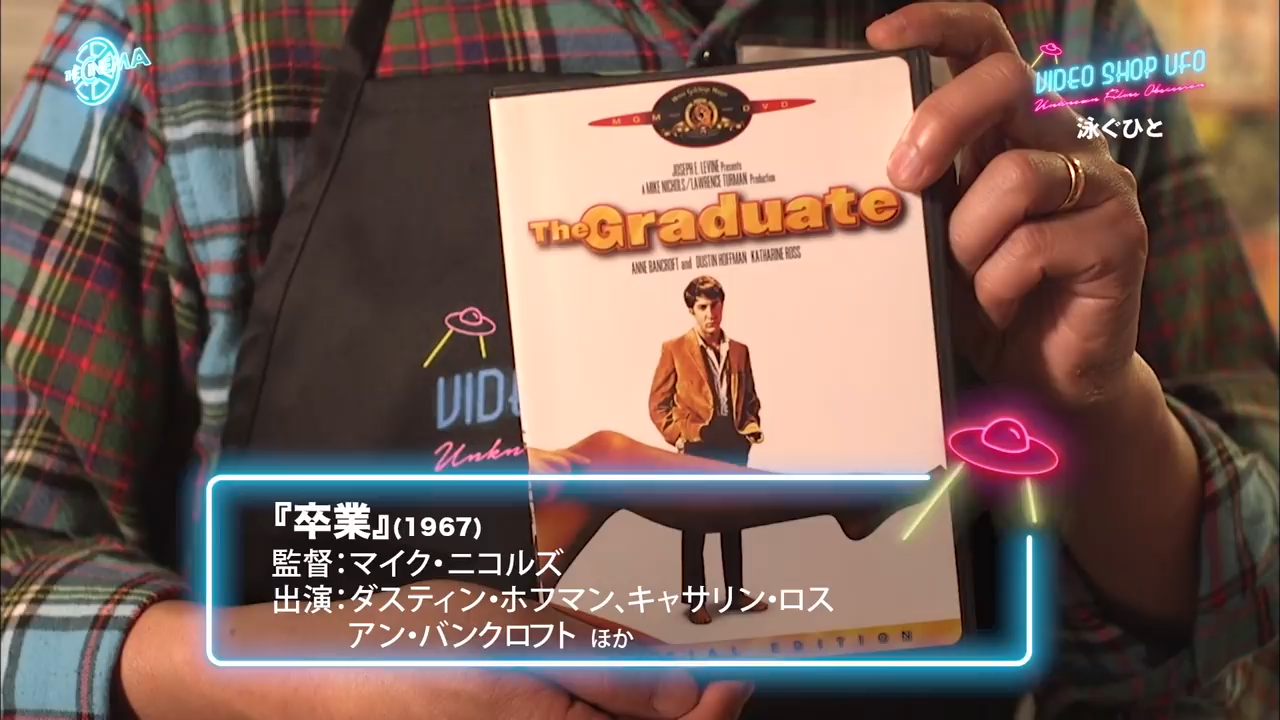 THE CINEMA
VIDEO SHOP UFO
Unknown Films Obsession
泳ぐひと
MGM DVD
JOSEPH E. LEVINE Presents
A MIKE NICHOLS/LAWRENCE TURMAN Production
The Graduate
ANNE BANCROFT and DUSTIN HOFFMAN KATHARINE ROSS
VIDE
Unkn
『卒業』(1967)
監督：マイク・ニコルズ
出演：ダスティン・ホフマン、キャサリン・ロス
アン・バンクロフト ほか
IAL EDITION